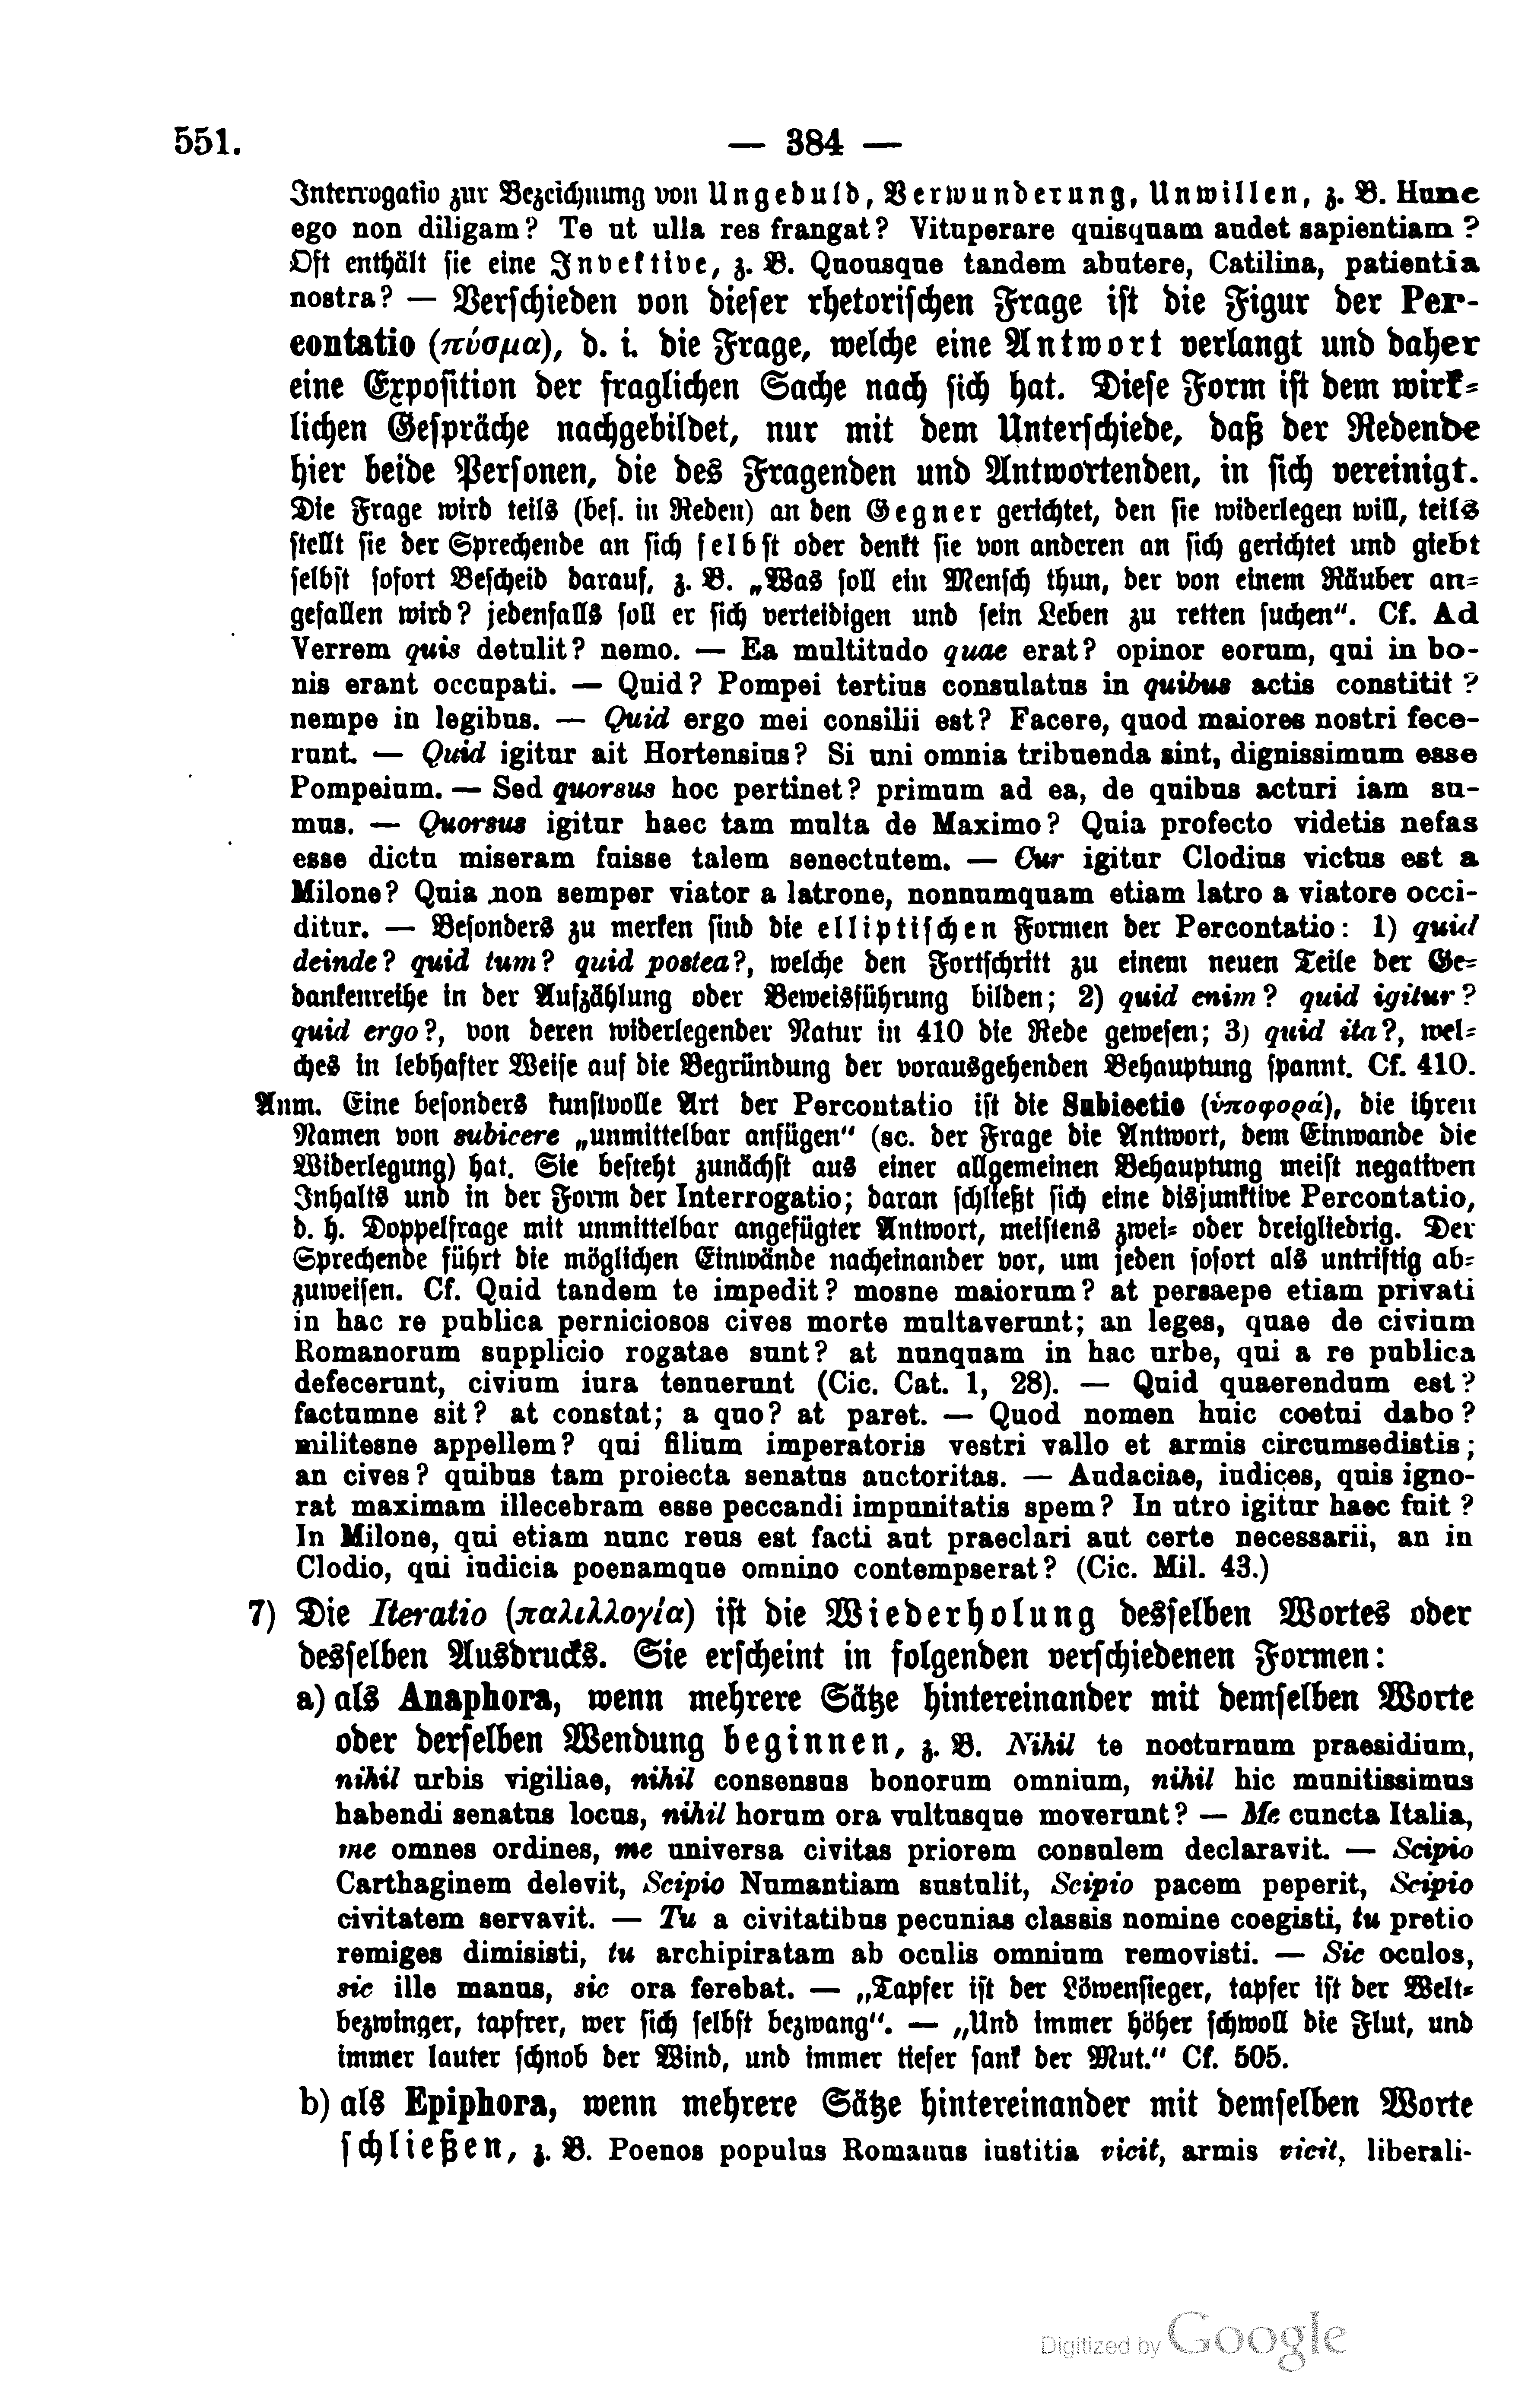 551.
— 384 —
Interrogatio zur Bezeichnung von Ungeduld, Verwunderung, Unwillen, z. B. Hunc
ego non diligam? Te ut ulla res frangat? Vituperare quisquam audet sapientiam?
Oft enthält sie eine Invektive, z. B. Quousque tandem abutere, Catilina, patientia
nostra? — Verschieden von dieser rhetorischen Frage ist die Figur der Per-
contatio (πύσμα), d. i. die Frage, welche eine Antwort verlangt und daher
eine Exposition der fraglichen Sache nach sich hat. Diese Form ist dem wirk-
lichen Gespräche nachgebildet, nur mit dem Unterschiede, daß der Redende
hier beide Personen, die des Fragenden und Antwortenden, in sich vereinigt.
Die Frage wird teils (bes. in Reden) an den Gegner gerichtet, den sie widerlegen will, teils
stellt sie der Sprechende an sich selbst oder denkt sie von anderen an sich gerichtet und giebt
selbst sofort Bescheid darauf, z. B. „Was soll ein Mensch thun, der von einem Räuber an-
gefallen wird? jedenfalls soll er sich verteidigen und sein Leben zu retten suchen". Cf. Ad
Verrem quis detulit? nemo. — Ea multitudo quae erat? opinor eorum, qui in bo-
nis erant occupati. — Quid? Pompei tertius consulatus in quibus actis constitit?
nempe in legibus. — Quid ergo mei consilii est? Facere, quod maiores nostri fece-
runt. — Quid igitur ait Hortensius? Si uni omnia tribuenda sint, dignissimum esse
Pompeium. — Sed quorsus hoc pertinet? primum ad ea, de quibus acturi iam su-
mus. — Quorsus igitur haec tam multa de Maximo? Quia profecto videtis nefas
esse dictu miseram fuisse talem senectutem. — Cur igitur Clodius victus est a
Milone? Quia non semper viator a latrone, nonnumquam etiam latro a viatore occi-
ditur. — Besonders zu merken sind die elliptischen Formen der Percontatio: 1) quid
deinde? quid tum? quid postea?, welche den Fortschritt zu einem neuen Teile der Ge-
dankenreihe in der Aufzählung oder Beweisführung bilden; 2) quid enim? quid igitur?
quid ergo?, von deren widerlegender Natur in 410 die Rede gewesen; 3) quid ita?, wel-
ches in lebhafter Weise auf die Begründung der vorausgehenden Behauptung spannt. Cf. 410.
Anm. Eine besonders kunstvolle Art der Percontatio ist die Subiectio (ὑποφορά), die ihren
Namen von subicere „unmittelbar anfügen" (sc. der Frage die Antwort, dem Einwande die
Widerlegung) hat. Sie besteht zunächst aus einer allgemeinen Behauptung meist negativen
Inhalts und in der Form der Interrogatio; daran schließt sich eine disjunktive Percontatio,
d. h. Doppelfrage mit unmittelbar angefügter Antwort, meistens zwei- oder dreigliedrig. Der
Sprechende führt die möglichen Einwände nacheinander vor, um jeden sofort als untriftig ab-
zuweisen. Cf. Quid tandem te impedit? mosne maiorum? at persaepe etiam privati
in hac re publica perniciosos cives morte multaverunt; an leges, quae de civium
Romanorum supplicio rogatae sunt? at nunquam in hac urbe, qui a re publica
defecerunt, civium iura tenuerunt (Cic. Cat. 1, 28). — Quid quaerendum est?
factumne sit? at constat; a quo? at paret. — Quod nomen huic coetui dabo?
militesne appellem? qui filium imperatoris vestri vallo et armis circumsedistis;
an cives? quibus tam proiecta senatus auctoritas. — Audaciae, iudices, quis igno-
rat maximam illecebram esse peccandi impunitatis spem? In utro igitur haec fuit?
In Milone, qui etiam nunc reus est facti aut praeclari aut certe necessarii, an in
Clodio, qui iudicia poenamque omnino contempserat? (Cic. Mil. 43.)
7) Die Iteratio (παλιλλογία) ist die Wiederholung desselben Wortes oder
desselben Ausdrucks. Sie erscheint in folgenden verschiedenen Formen:
a) als Anaphora, wenn mehrere Sätze hintereinander mit demselben Worte
oder derselben Wendung beginnen, z. B. Nihil te nocturnum praesidium,
nihil urbis vigiliae, nihil consensus bonorum omnium, nihil hic munitissimus
habendi senatus locus, nihil horum ora vultusque moverunt? — Me cuncta Italia,
me omnes ordines, me universa civitas priorem consulem declaravit. — Scipio
Carthaginem delevit, Scipio Numantiam sustulit, Scipio pacem peperit, Scipio
civitatem servavit. — Tu a civitatibus pecunias classis nomine coegisti, tu pretio
remiges dimisisti, tu archipiratam ab oculis omnium removisti. — Sic oculos,
sic ille manus, sic ora ferebat. — „Tapfer ist der Löwensieger, tapfer ist der Welt-
bezwinger, tapfrer, wer sich selbst bezwang". — „Und immer höher schwoll die Flut, und
immer lauter schnob der Wind, und immer tiefer sank der Mut." Cf. 505.
b) als Epiphora, wenn mehrere Sätze hintereinander mit demselben Worte
schließen, z. B. Poenos populus Romanus iustitia vicit, armis vicit, liberali-
Digitized by Google